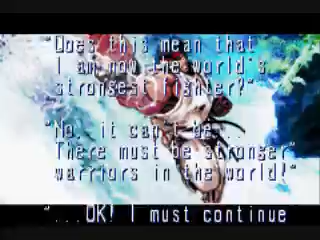 "Does this mean that
I am now the world's
strongest fighter?"
"No, it can't be...
There must be stronger"
warriors in the world!"
"...OK! I must continue